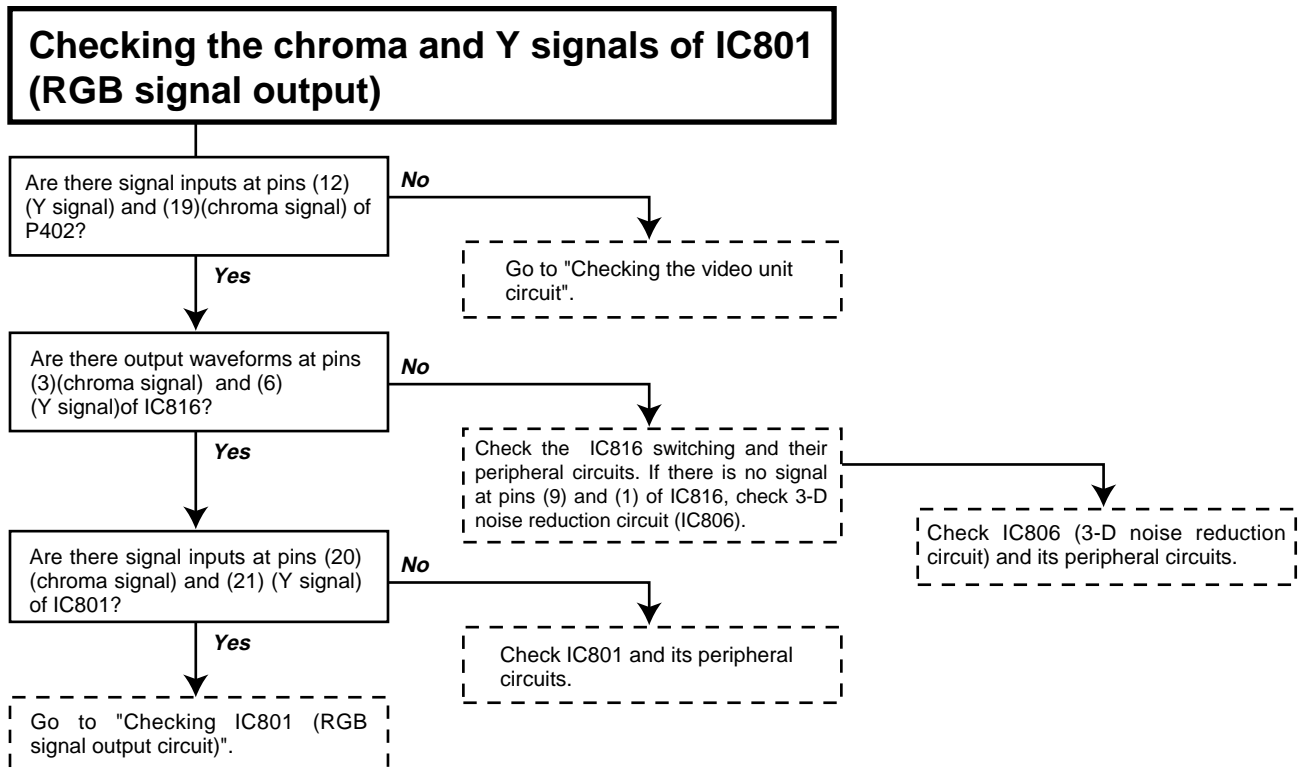 Checking the chroma and Y signals of IC801
(RGB signal output)
Are there signal inputs at pins (12)
(Y signal) and (19)(chroma signal) of
P402?
No
Go to "Checking the video unit
circuit".
Yes
Are there output waveforms at pins
(3)(chroma signal) and (6)
(Y signal)of IC816?
No
Check the IC816 switching and their
peripheral circuits. If there is no signal
at pins (9) and (1) of IC816, check 3-D
noise reduction circuit (IC806).
Check IC806 (3-D noise reduction
circuit) and its peripheral circuits.
Yes
Are there signal inputs at pins (20)
(chroma signal) and (21) (Y signal)
of IC801?
No
Check IC801 and its peripheral
circuits.
Yes
Go to "Checking IC801 (RGB
signal output circuit)".